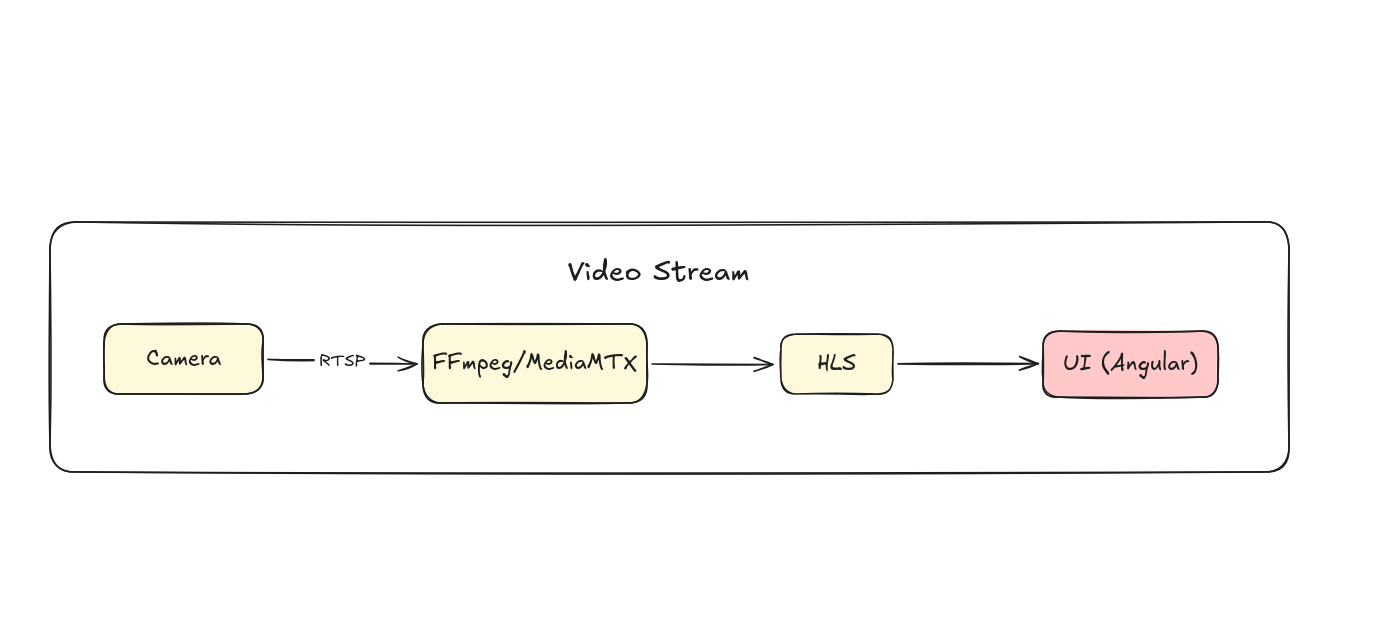 Video Stream
Camera
RTSP
FFmpeg/MediaMTX
HLS
UI (Angular)